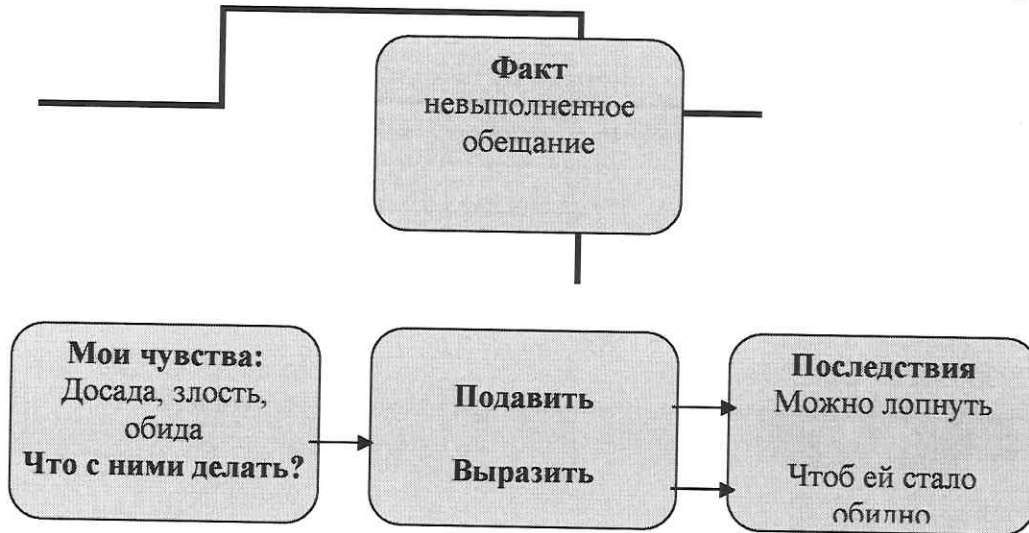 Факт
невыполненное
обещание
Мои чувства:
Досада, злость,
обида
Что с ними делать?
Подавить
Выразить
Последствия
Можно лопнуть
Чтоб ей стало
обидно